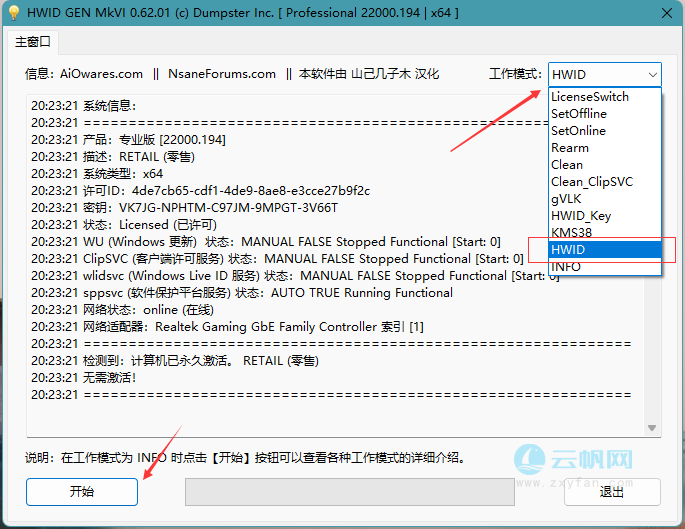 HWID GEN MkVI 0.62.01 (c) Dumpster Inc. [ Professional 22000.194 | x64 ]
主窗口
信息: AiOwares.com || NsaneForums.com || 本软件由 山己几子木 汉化 工作模式: HWID
LicenseSwitch
SetOffline
SetOnline
Rearm
Clean
Clean_ClipSVC
gVLK
HWID_Key
KMS38
HWID
INFO
20:23:21 系统信息:
20:23:21 ==============================================================
20:23:21 产品: 专业版 [22000.194]
20:23:21 描述: RETAIL (零售)
20:23:21 系统类型: x64
20:23:21 许可ID: 4de7cb65-cdf1-4de9-8ae8-e3cce27b9f2c
20:23:21 密钥: VK7JG-NPHTM-C97JM-9MPGT-3V66T
20:23:21 状态: Licensed (已许可)
20:23:21 WU (Windows 更新) 状态: MANUAL FALSE Stopped Functional [Start: 0]
20:23:21 ClipSVC (客户端许可服务) 状态: MANUAL FALSE Stopped Functional [Start: 0]
20:23:21 wlidsvc (Windows Live ID 服务) 状态: MANUAL FALSE Stopped Functional [Start: 0]
20:23:21 sppsvc (软件保护平台服务) 状态: AUTO TRUE Running Functional
20:23:21 网络状态: online (在线)
20:23:21 网络适配器: Realtek Gaming GbE Family Controller 索引 [1]
20:23:21 ==============================================================
20:23:21 检测到: 计算机已永久激活。 RETAIL (零售)
20:23:21 无需激活!
20:23:21 ==============================================================
说明: 在工作模式为 INFO 时点击【开始】按钮可以查看各种工作模式的详细介绍。
云帆网
www.zxyfan.com
开始
退出